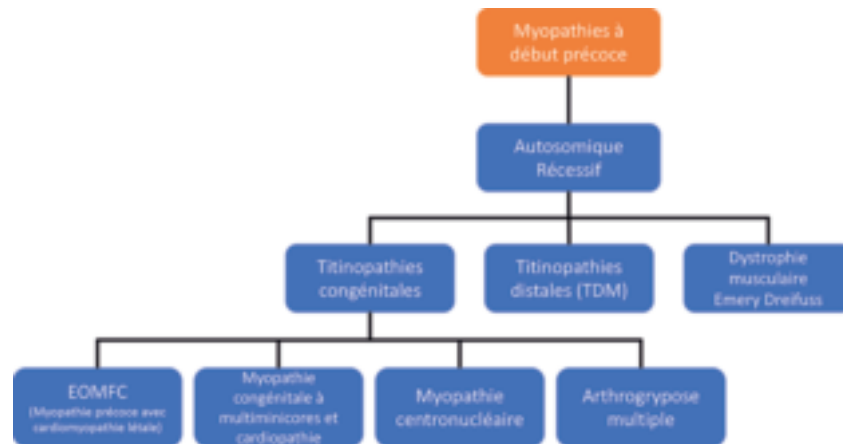 Myopathies à
début précoce
Autosomique
Récessif
Titinopathies
congénitales
Titinopathies
distales (TDM)
Dystrophie
musculaire
Emery Dreifuss
EOMFC
(Myopathie précoce avec
cardiomyopathie létale)
Myopathie
congénitale à
multiminicores et
cardiopathie
Myopathie
centronucléaire
Arthrogrypose
multiple